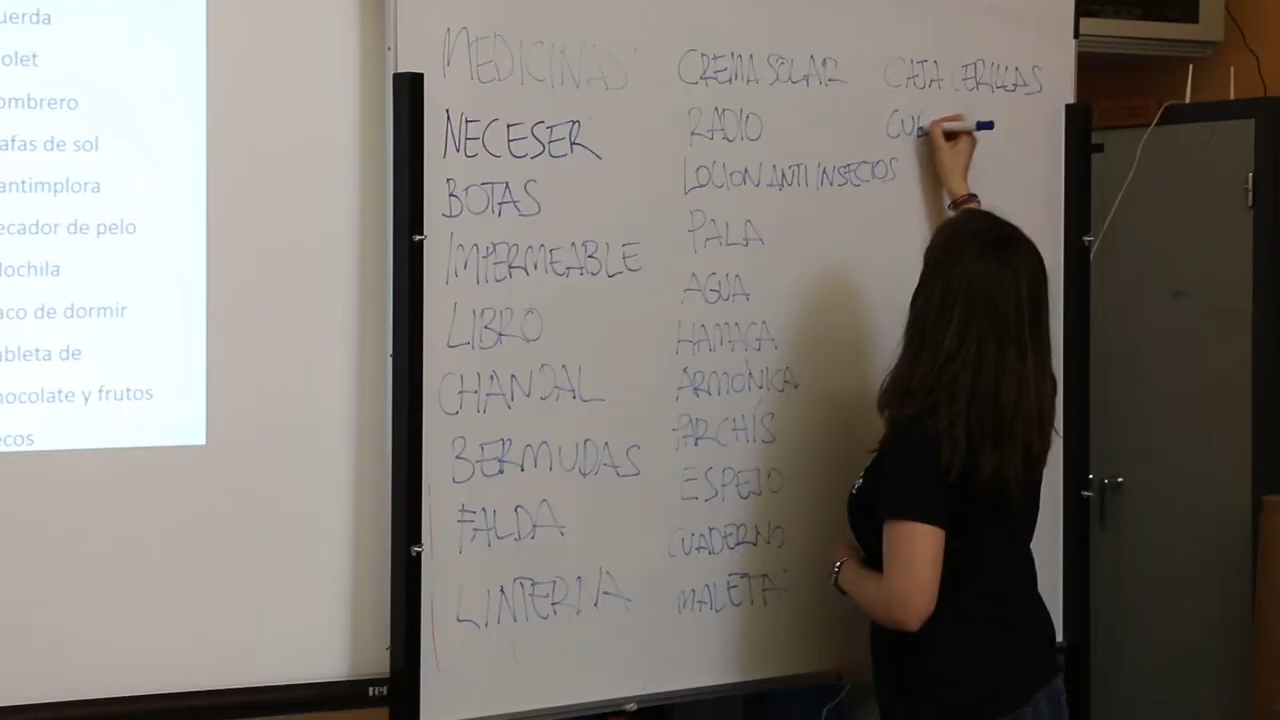 uerda
olet
ombrero
afas de sol
antimplora
ecador de pelo
ochila
aco de dormir
ableta de
hocolate y frutos
ecos
MEDICINAS
NECESER
BOTAS
IMPERMEABLE
LIBRO
CHANDAL
BERMUDAS
FALDA
LINTERNA
CREMA SOLAR
RADIO
LOCION ANTI INSECTOS
PALA
AGUA
HAMACA
ARMÓNICA
PARCHÍS
ESPEJO
CUADERNO
MALETA
CAJA CERILLAS